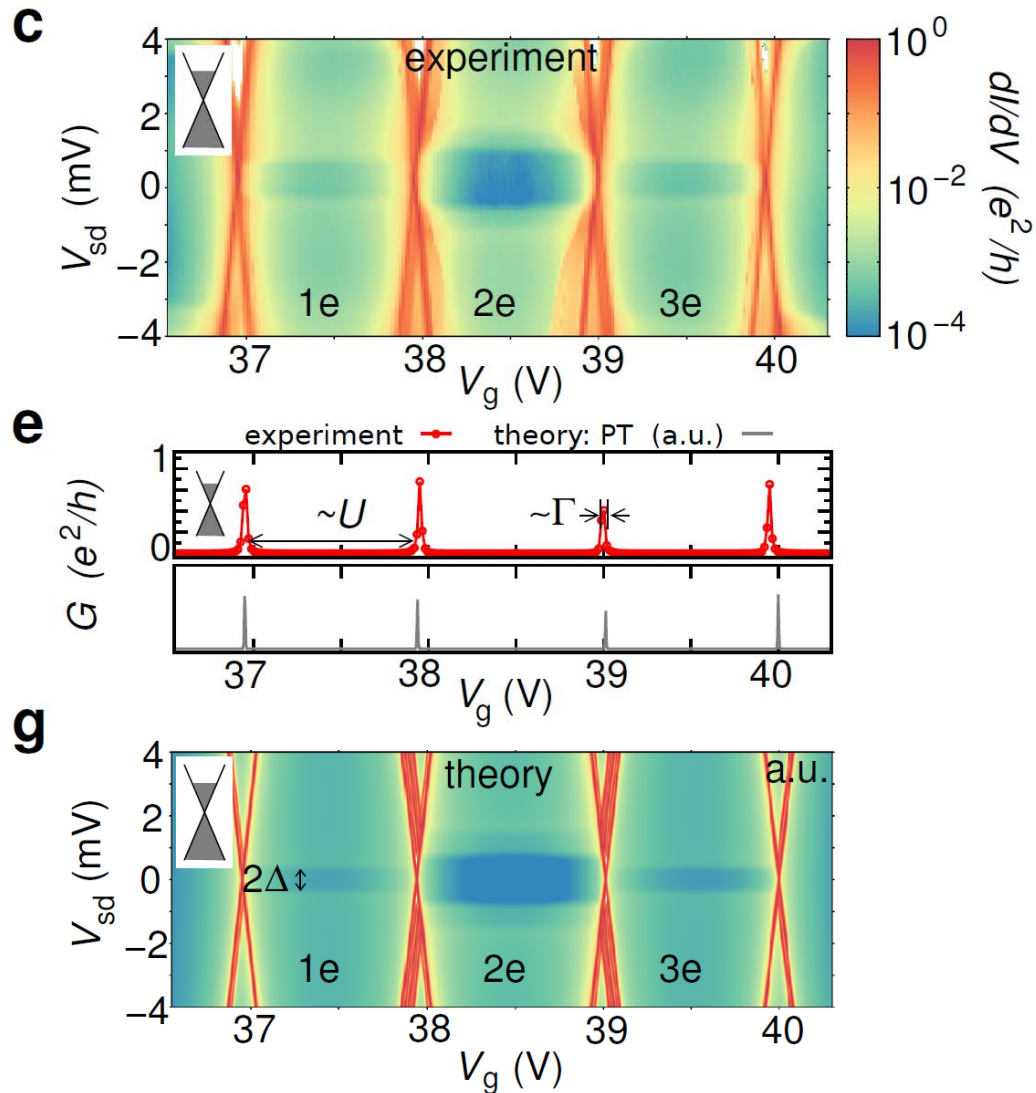 c
experiment
4
2
0
−2
−4
V_sd (mV)
1e 2e 3e
37 38 39 40
V_g (V)
10^0
10^−2
10^−4
dI/dV (e^2/h)
e
experiment theory: PT (a.u.)
1
0
G (e^2/h)
~U ~Γ
37 38 39 40
V_g (V)
g
theory a.u.
4
2
0
−2
−4
V_sd (mV)
2Δ
1e 2e 3e
37 38 39 40
V_g (V)